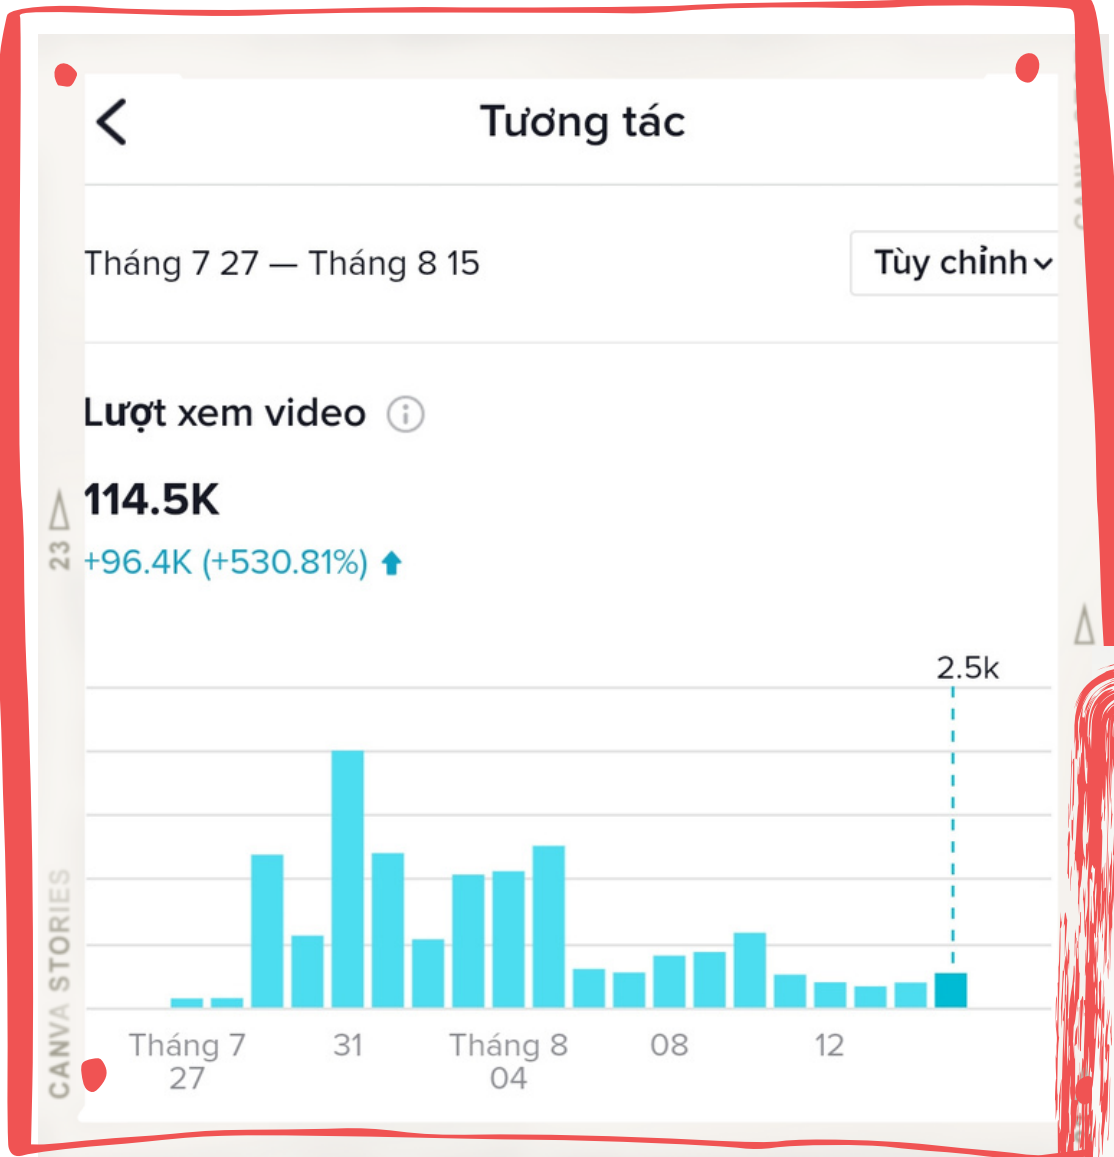 Tương tác
Tháng 7 27 — Tháng 8 15
Tùy chỉnh
Lượt xem video
114.5K
+96.4K (+530.81%)
2.5k
Tháng 7
27
31
Tháng 8
04
08
12
23
CANVA STORIES